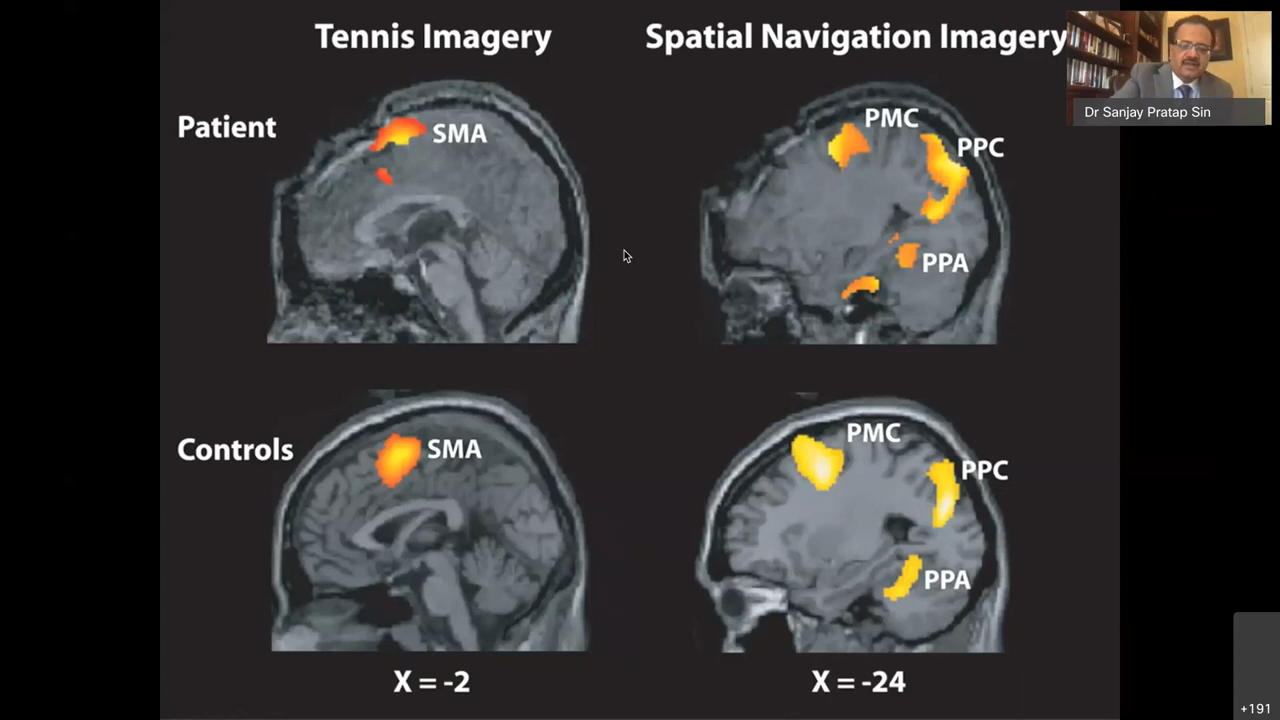 Tennis Imagery
Spatial Navigation Imagery
Dr Sanjay Pratap Sin
Patient
SMA
PMC
PPC
PPA
Controls
SMA
PMC
PPC
PPA
X = -2
X = -24
+191